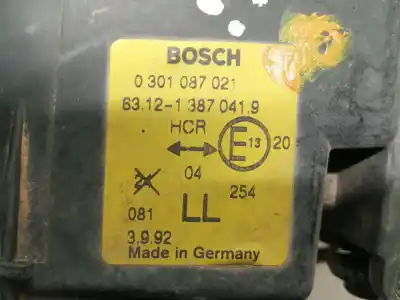 BOSCH
0 301 087 021
63.12-1 387 041.9
HCR
E 13 20
04
254
081 LL
3.9.92
Made in Germany